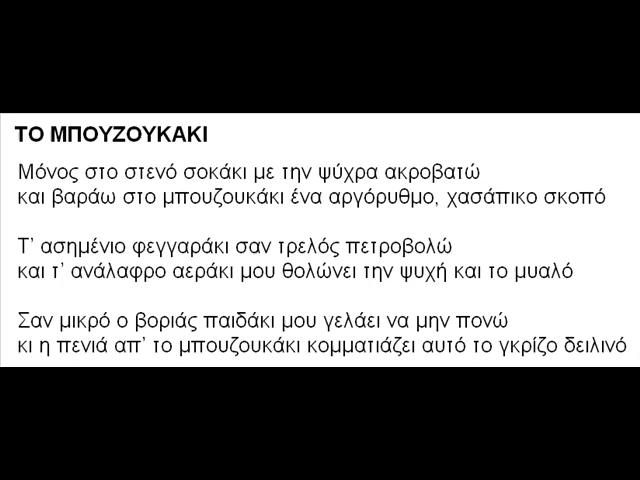 ΤΟ ΜΠΟΥΖΟΥΚΑΚΙ
Μόνος στο στενό σοκάκι με την ψύχρα ακροβατώ
και βαράω στο μπουζουκάκι ένα αργόρυθμο, χασάπικο σκοπό
Τ' ασημένιο φεγγαράκι σαν τρελός πετροβολώ
και τ' ανάλαφρο αεράκι μου θολώνει την ψυχή και το μυαλό
Σαν μικρό ο βοριάς παιδάκι μου γελάει να μην πονώ
κι η πενιά απ' το μπουζουκάκι κομματιάζει αυτό το γκρίζο δειλινό